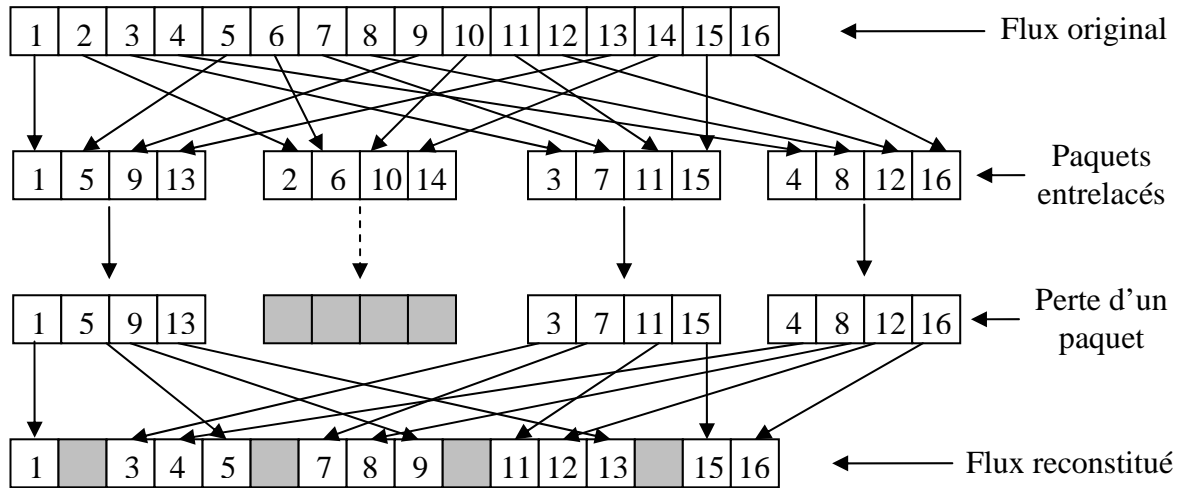 1 2 3 4 5 6 7 8 9 10 11 12 13 14 15 16
Flux original
1 5 9 13
2 6 10 14
3 7 11 15
4 8 12 16
Paquets
entrelacés
1 5 9 13
3 7 11 15
4 8 12 16
Perte d’un
paquet
1 3 4 5 7 8 9 11 12 13 15 16
Flux reconstitué